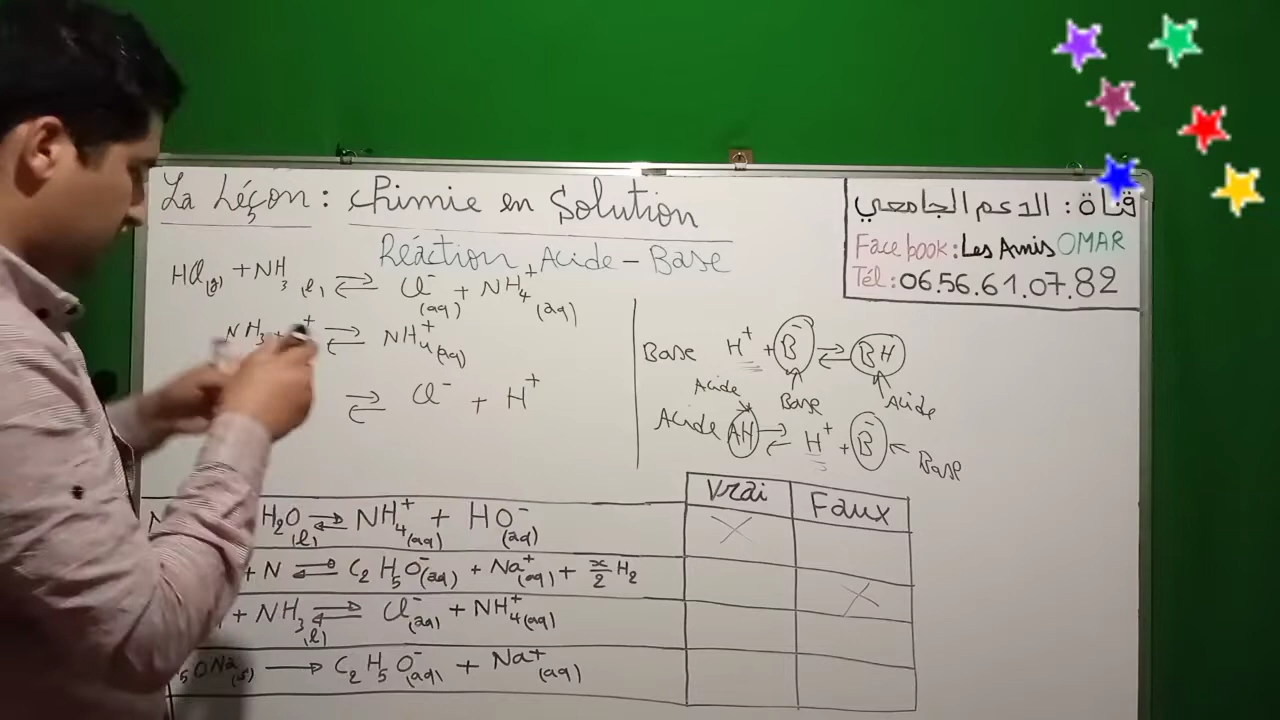 La Léçon : Chimie en Solution
Réaction Acide - Base
قناة : الدعم الجامعي
Face book : Les Amis OMAR
Tél : 06.56.61.07.82
HCl(g) + NH3(l) ⇌ Cl⁻(aq) + NH4⁺(aq)
NH3 + ⁺ ⇌ NH4⁺(aq)
⇌ Cl⁻ + H⁺
Base H⁺ + B⁻ ⇌ BH
Acide Base Acide
Acide AH ⇌ H⁺ + B⁻ ← Base
Vrai Faux
H2O(l) ⇌ NH4⁺(aq) + HO⁻(aq) X
+ N ⇌ C2H5O⁻(aq) + Na⁺(aq) + x/2 H2 X
+ NH3(l) ⇌ Cl⁻(aq) + NH4⁺(aq)
5ONa(s) → C2H5O⁻(aq) + Na⁺(aq)